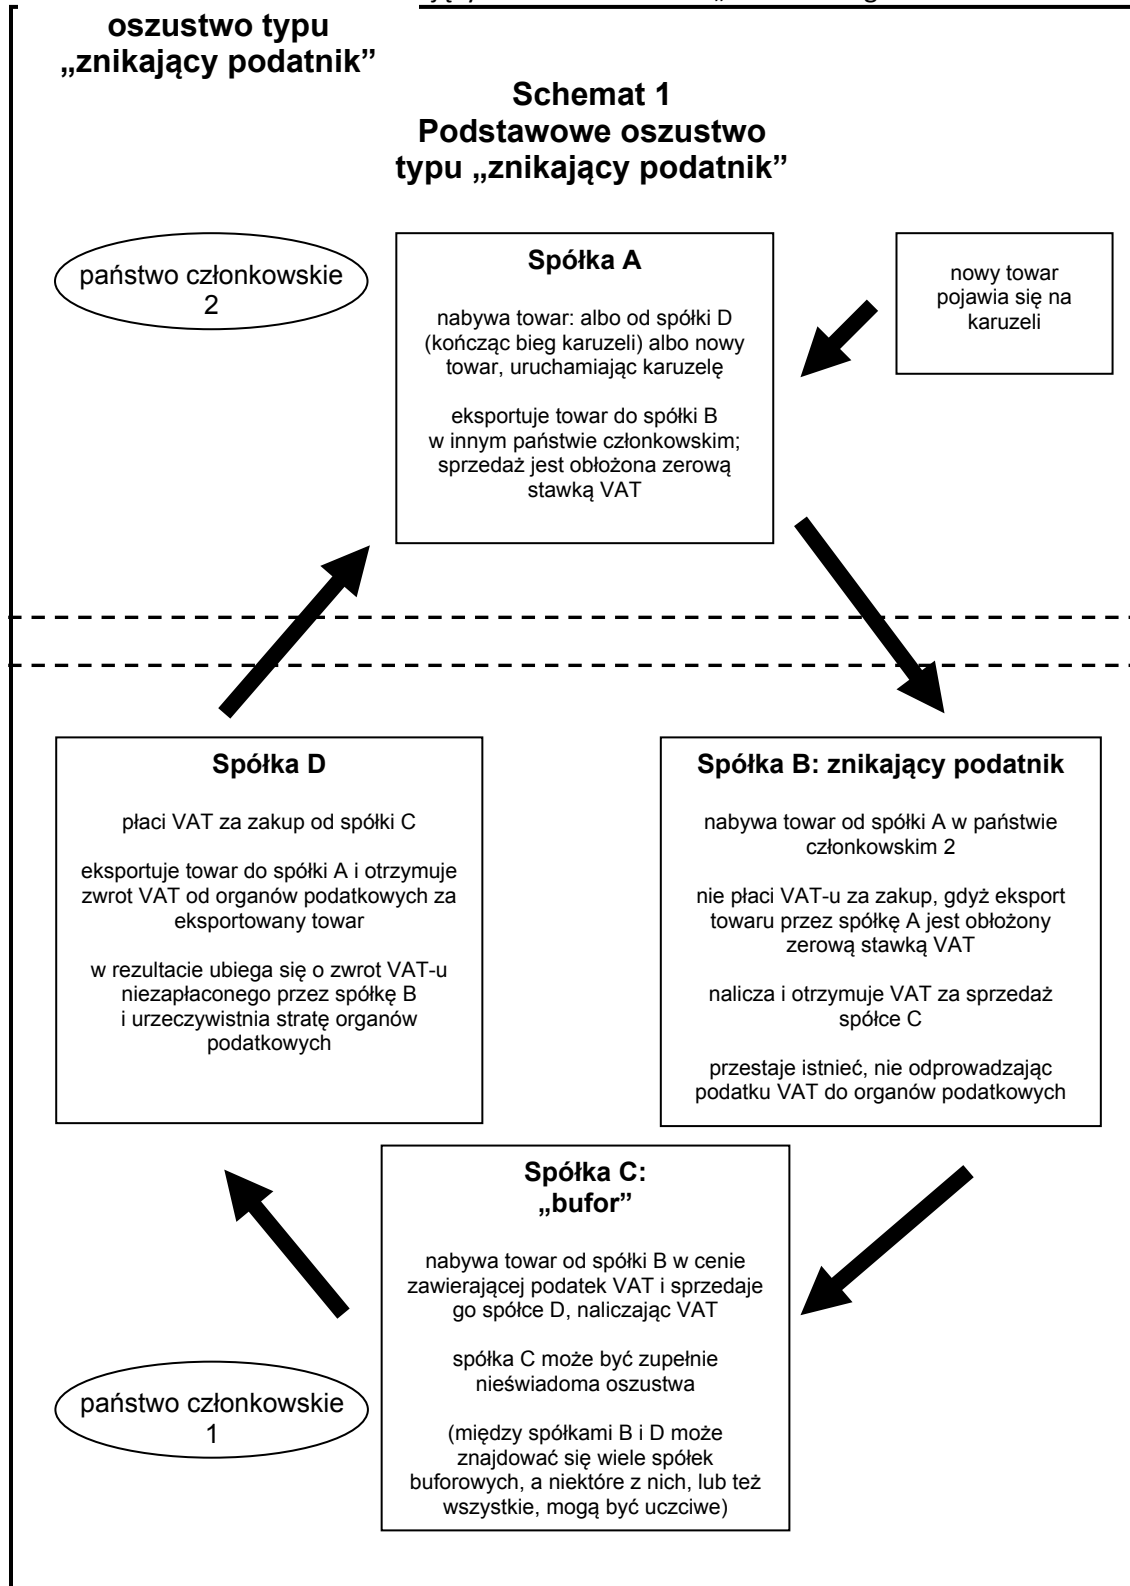 oszustwo typu
„znikający podatnik”
Schemat 1
Podstawowe oszustwo
typu „znikający podatnik”
państwo członkowskie
2
Spółka A
nabywa towar: albo od spółki D
(kończąc bieg karuzeli) albo nowy
towar, uruchamiając karuzelę
eksportuje towar do spółki B
w innym państwie członkowskim;
sprzedaż jest obłożona zerową
stawką VAT
nowy towar
pojawia się na
karuzeli
Spółka D
płaci VAT za zakup od spółki C
eksportuje towar do spółki A i otrzymuje
zwrot VAT od organów podatkowych za
eksportowany towar
w rezultacie ubiega się o zwrot VAT-u
niezapłaconego przez spółkę B
i urzeczywistnia stratę organów
podatkowych
Spółka B: znikający podatnik
nabywa towar od spółki A w państwie
członkowskim 2
nie płaci VAT-u za zakup, gdyż eksport
towaru przez spółkę A jest obłożony
zerową stawką VAT
nalicza i otrzymuje VAT za sprzedaż
spółce C
przestaje istnieć, nie odprowadzając
podatku VAT do organów podatkowych
Spółka C:
„bufor”
nabywa towar od spółki B w cenie
zawierającej podatek VAT i sprzedaje
go spółce D, naliczając VAT
spółka C może być zupełnie
nieświadoma oszustwa
(między spółkami B i D może
znajdować się wiele spółek
buforowych, a niektóre z nich, lub też
wszystkie, mogą być uczciwe)
państwo członkowskie
1